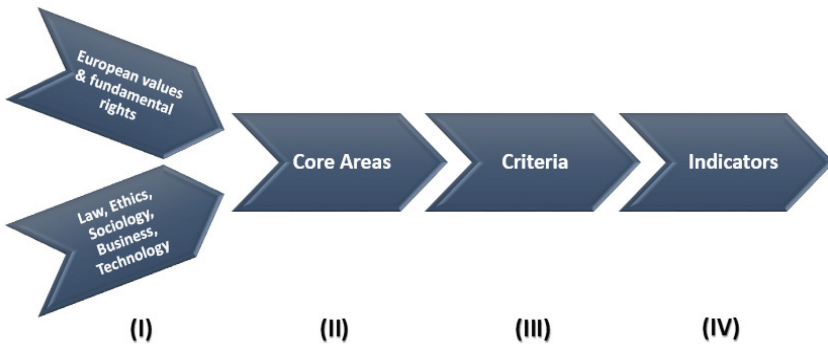 European values
& fundamental
rights
Law, Ethics,
Sociology,
Business,
Technology
Core Areas
Criteria
Indicators
(I)
(II)
(III)
(IV)